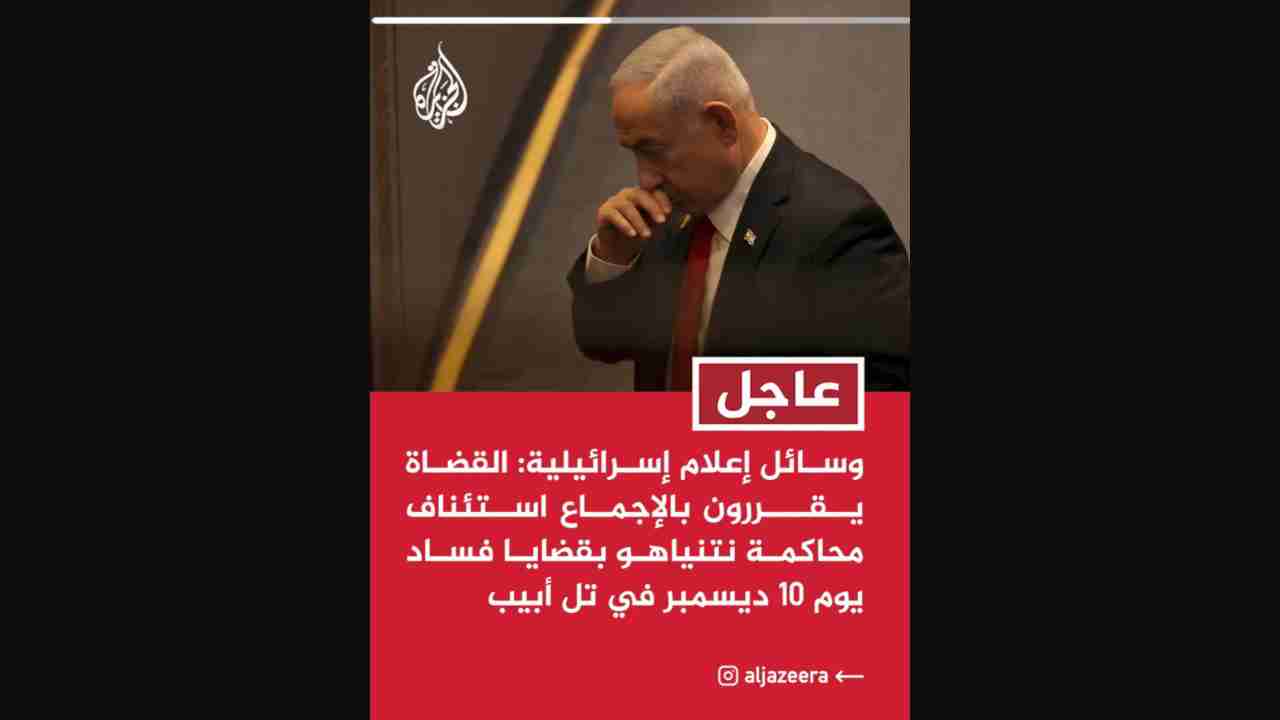 الجزيرة
عاجل
وسائل إعلام إسرائيلية: القضاة
يقررون بالإجماع استئناف
محاكمة نتنياهو بقضايا فساد
يوم 10 ديسمبر في تل أبيب
aljazeera